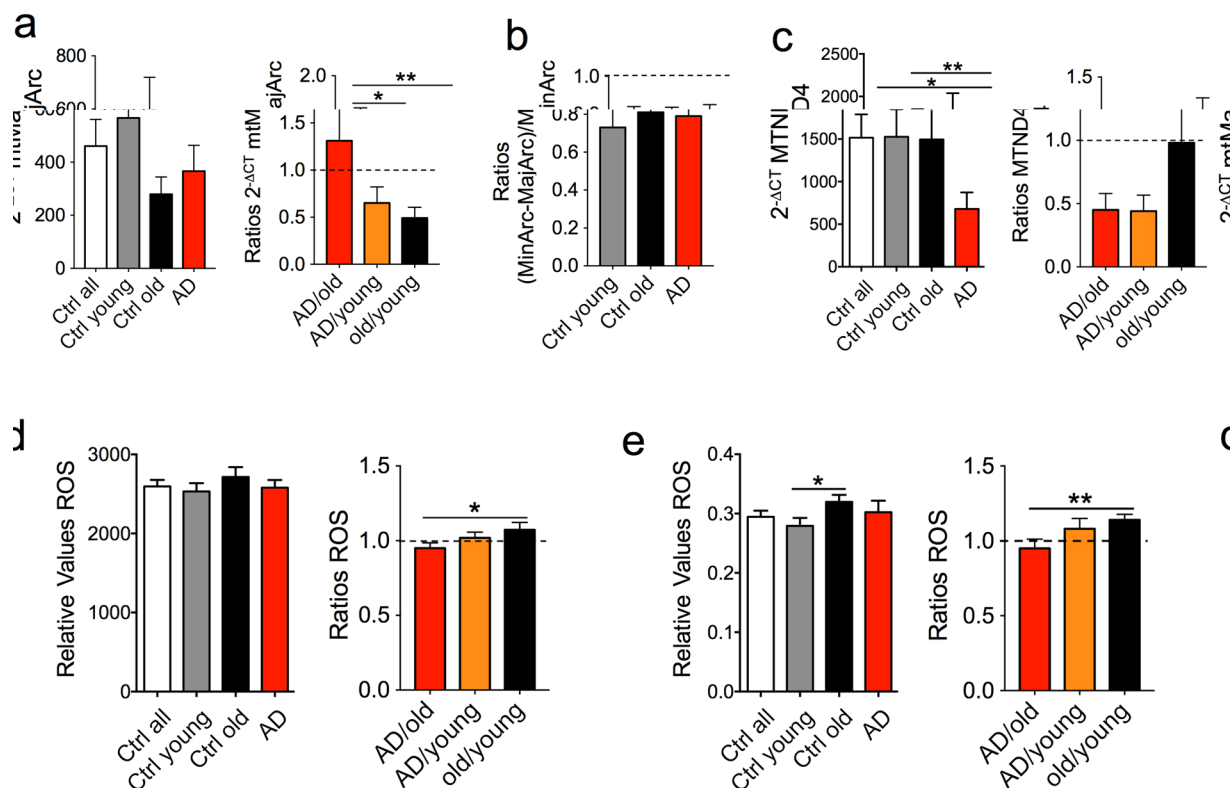 a
800
600
400
200
0
Ctrl all
Ctrl young
Ctrl old
AD
Ratios 2-ΔCT mtM
ajArc
2.0
1.5
1.0
0.5
0.0
**
*
AD/old
AD/young
old/young
b
Ratios
(MinArc-MajArc)/M
inArc
1.0
0.8
0.6
0.4
0.2
0.0
Ctrl young
Ctrl old
AD
c
2-ΔCT MTNI
2500
2000
1500
1000
500
0
**
*
Ctrl all
Ctrl young
Ctrl old
AD
Ratios MTND4
1.5
1.0
0.5
0.0
AD/old
AD/young
old/young
2-ΔCT mtMa
d
Relative Values ROS
3000
2000
1000
0
Ctrl all
Ctrl young
Ctrl old
AD
Ratios ROS
1.5
1.0
0.5
0.0
*
AD/old
AD/young
old/young
e
Relative Values ROS
0.4
0.3
0.2
0.1
0.0
*
Ctrl all
Ctrl young
Ctrl old
AD
Ratios ROS
1.5
1.0
0.5
0.0
**
AD/old
AD/young
old/young